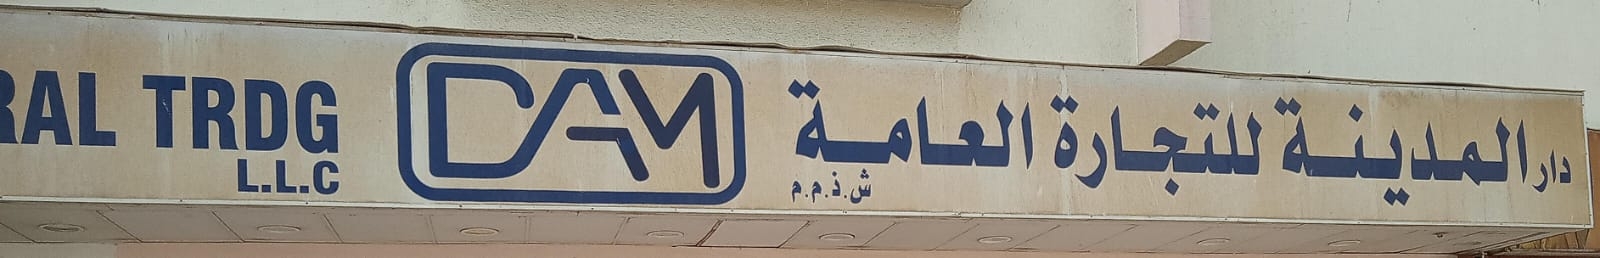 RAL TRDG
L.L.C
DAM
دار المدينة للتجارة العامة
ش.ذ.م.م